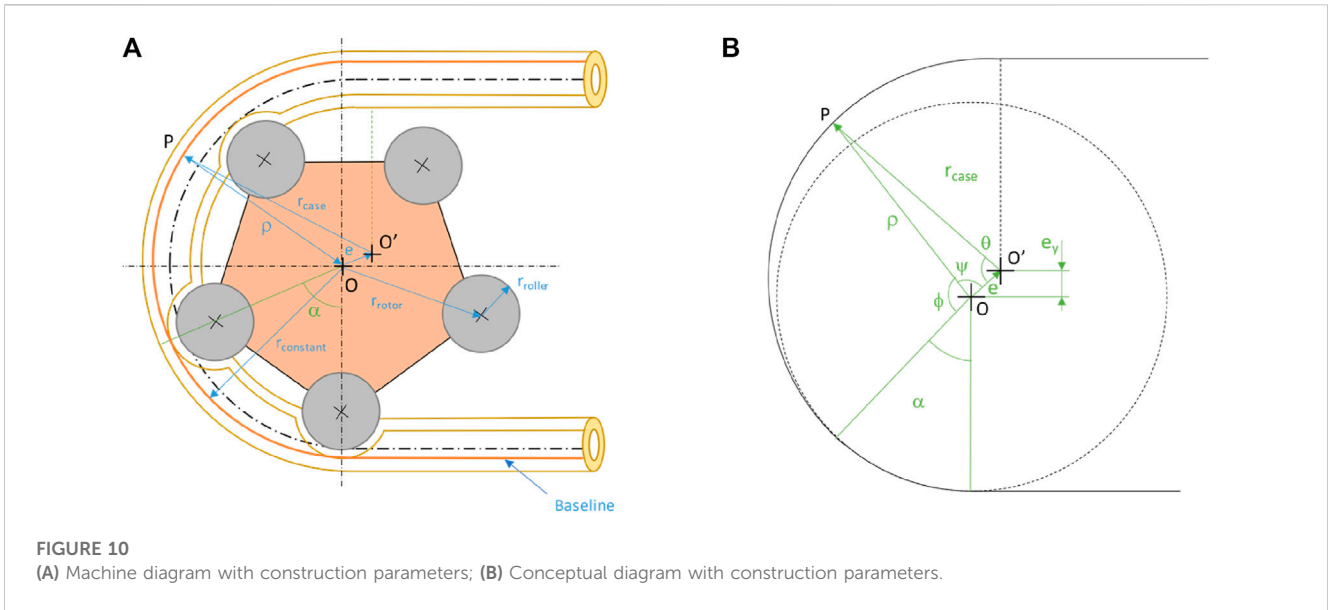 A
P
r_case
ρ
e
O'
O
r_rotor
r_roller
α
r_constant
Baseline
B
P
r_case
ρ
θ
O'
e_y
ψ
e
ϕ
O
α
FIGURE 10
(A) Machine diagram with construction parameters; (B) Conceptual diagram with construction parameters.